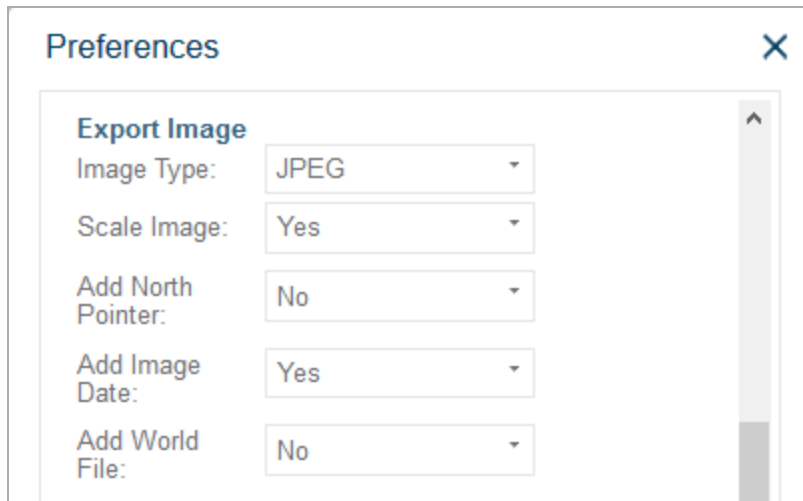 Preferences
Export Image
Image Type: JPEG
Scale Image: Yes
Add North
Pointer: No
Add Image
Date: Yes
Add World
File: No